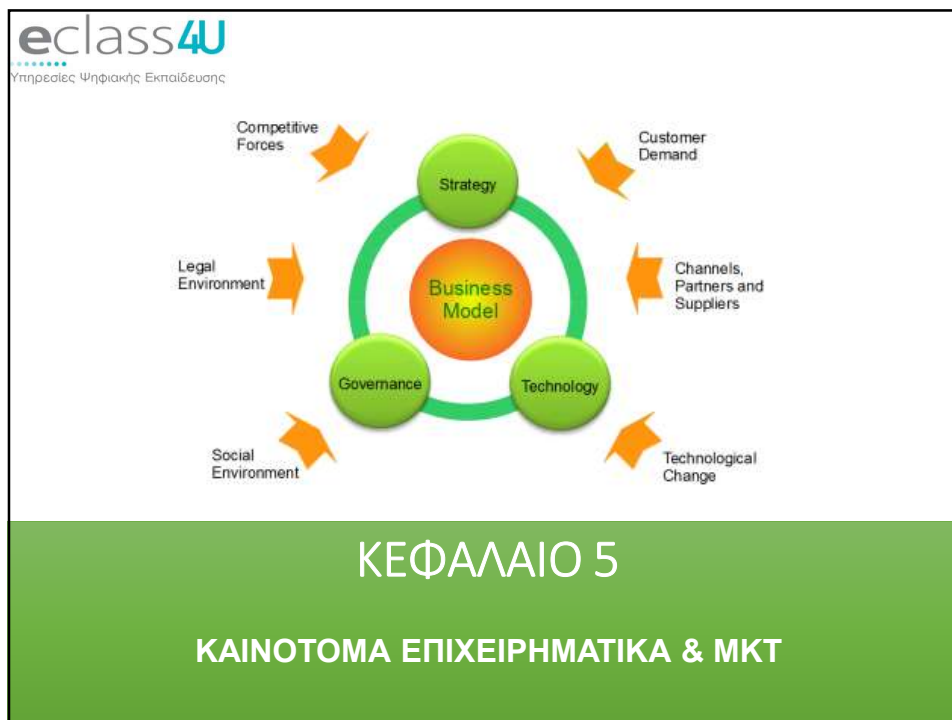 eclass4U
Υπηρεσίες Ψηφιακής Εκπαίδευσης
Competitive
Forces
Customer
Demand
Strategy
Legal
Environment
Business
Model
Channels,
Partners and
Suppliers
Governance
Technology
Social
Environment
Technological
Change
ΚΕΦΑΛΑΙΟ 5
ΚΑΙΝΟΤΟΜΑ ΕΠΙΧΕΙΡΗΜΑΤΙΚΑ & ΜΚΤ